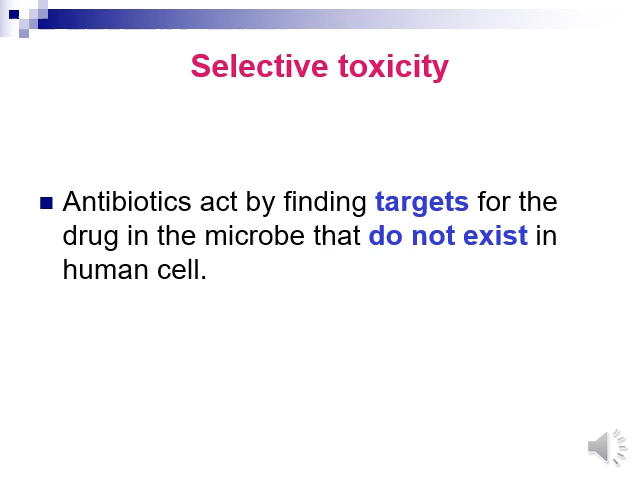 Selective toxicity
Antibiotics act by finding targets for the
drug in the microbe that do not exist in
human cell.